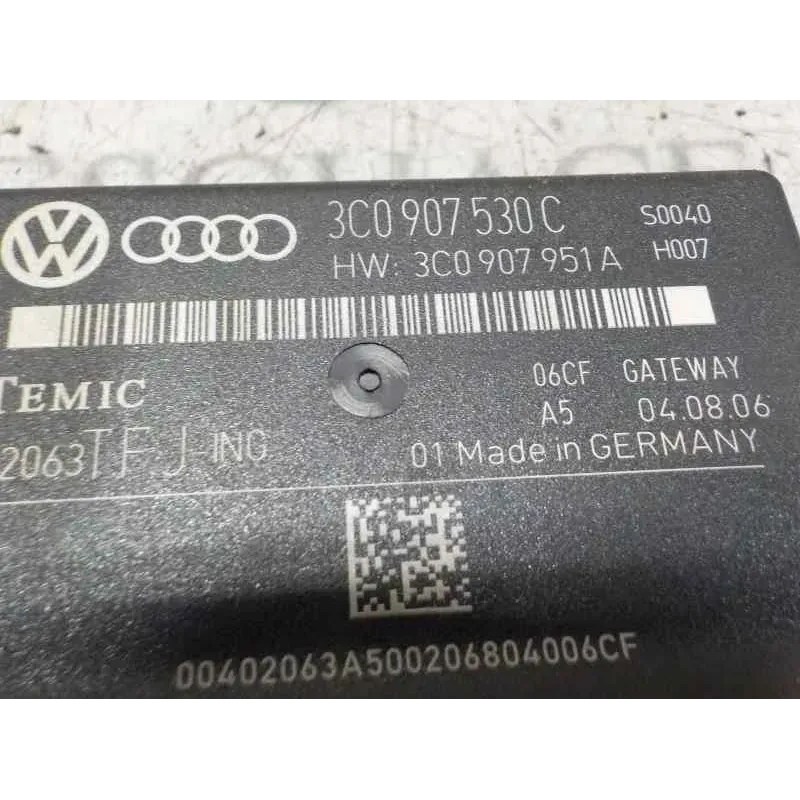 3C0 907 530 C S0040
HW: 3C0 907 951 A H007
TEMIC 06CF GATEWAY
A5 04.08.06
2063TFJ-ING 01 Made in GERMANY
00402063A500206804006CF